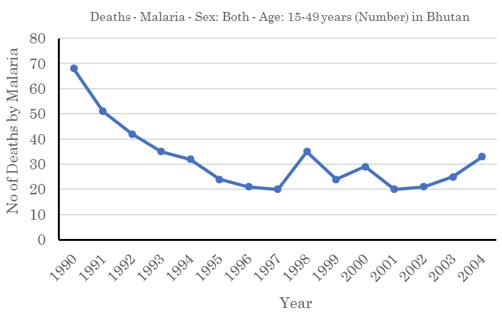 Deaths - Malaria - Sex: Both - Age: 15-49 years (Number) in Bhutan
No of Deaths by Malaria
80
70
60
50
40
30
20
10
0
1990 1991 1992 1993 1994 1995 1996 1997 1998 1999 2000 2001 2002 2003 2004
Year